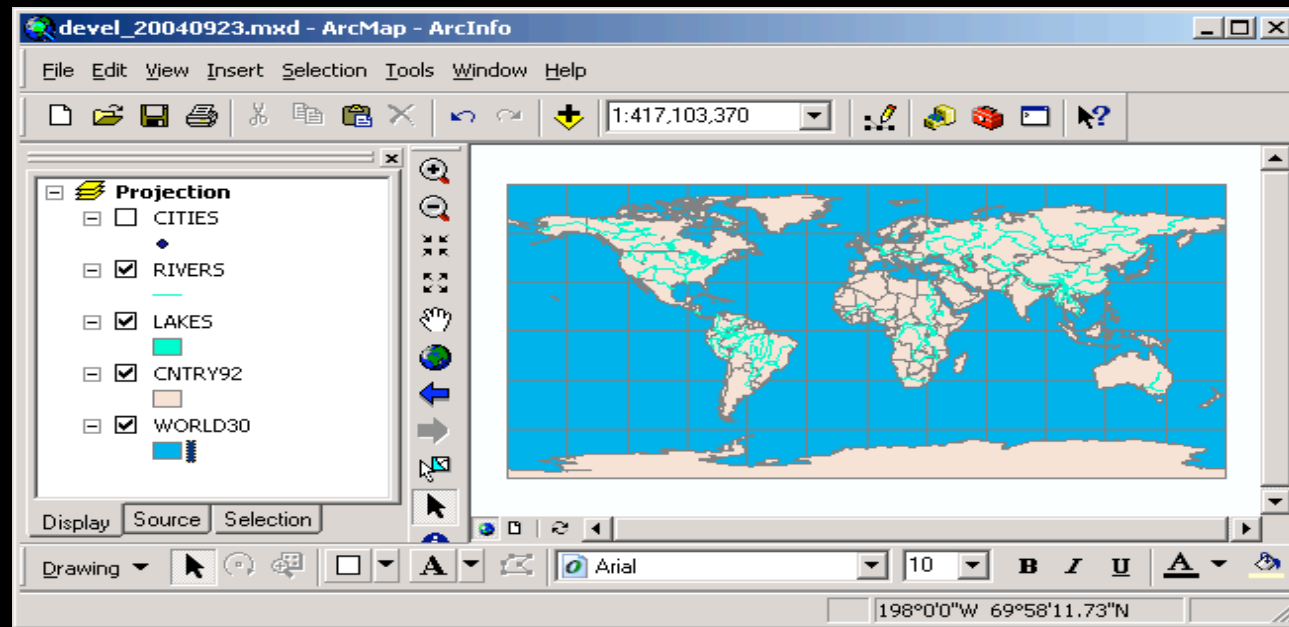 devel_20040923.mxd - ArcMap - ArcInfo
File Edit View Insert Selection Tools Window Help
1:417,103,370
Projection
CITIES
RIVERS
LAKES
CNTRY92
WORLD30
Display Source Selection
Drawing A Arial 10 B I U A
198°0'0"W 69°58'11.73"N